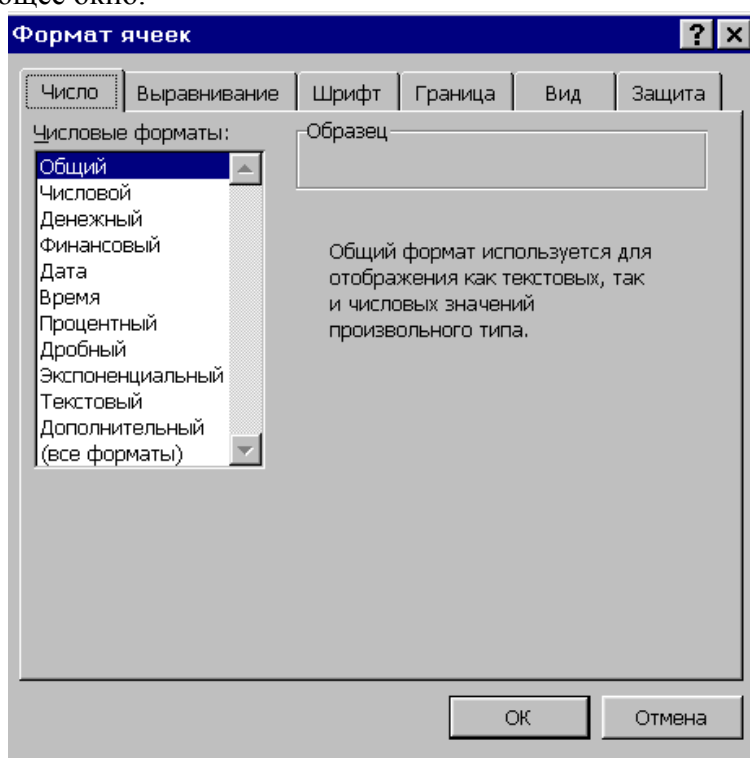 ющее окно.
Формат ячеек
Число Выравнивание Шрифт Граница Вид Защита
Числовые форматы:
Образец
Общий
Числовой
Денежный
Финансовый
Дата
Время
Процентный
Дробный
Экспоненциальный
Текстовый
Дополнительный
(все форматы)
Общий формат используется для
отображения как текстовых, так
и числовых значений
произвольного типа.
ОК Отмена